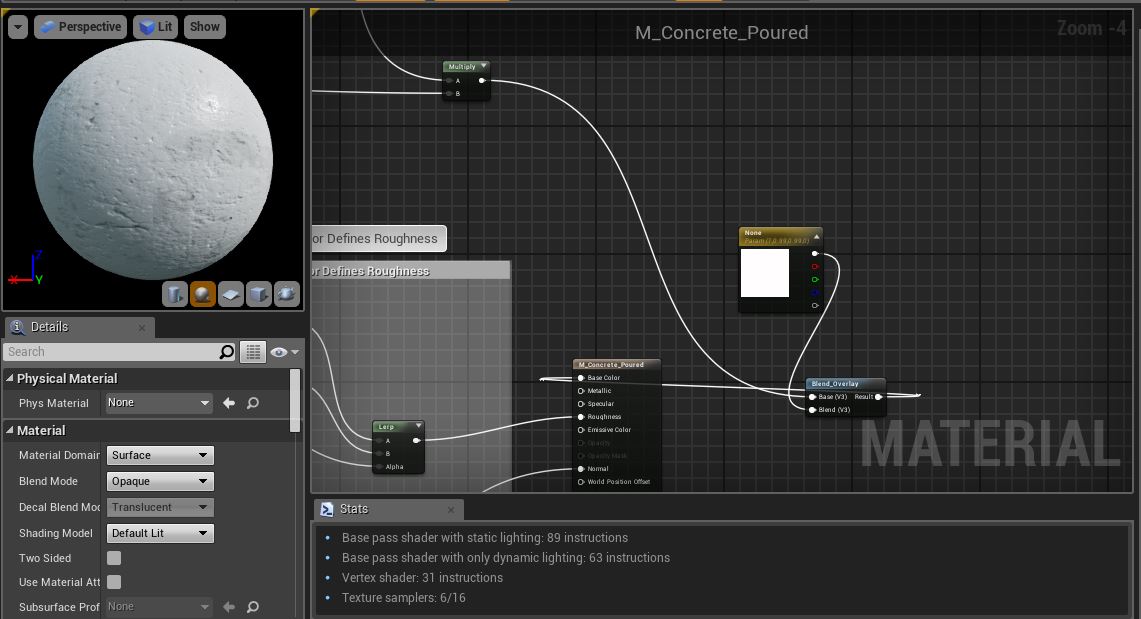 Perspective
Lit
Show
M_Concrete_Poured
Zoom -4
Multiply
A
B
or Defines Roughness
or Defines Roughness
None
Param (1,0.99,0.99,0)
X
Z
Y
M_Concrete_Poured
Base Color
Metallic
Specular
Roughness
Emissive Color
Opacity
Opacity Mask
Normal
World Position Offset
Blend_Overlay
Base (V3) Result
Blend (V3)
Lerp
A
B
Alpha
MATERIAL
Details
Search
Physical Material
Phys Material None
Material
Material Domain Surface
Blend Mode Opaque
Decal Blend Mod Translucent
Shading Model Default Lit
Two Sided
Use Material Att
Subsurface Prof None
Stats
Base pass shader with static lighting: 89 instructions
Base pass shader with only dynamic lighting: 63 instructions
Vertex shader: 31 instructions
Texture samplers: 6/16